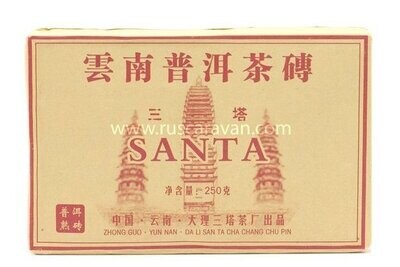 雲南普洱茶磚
www.ruscaravan.com
三塔
SANTA
净含量:250克
普洱
熟磚
中国·云南·大理三塔茶厂出品
ZHONG GUO·YUN NAN·DA LI SAN TA CHA CHANG CHU PIN